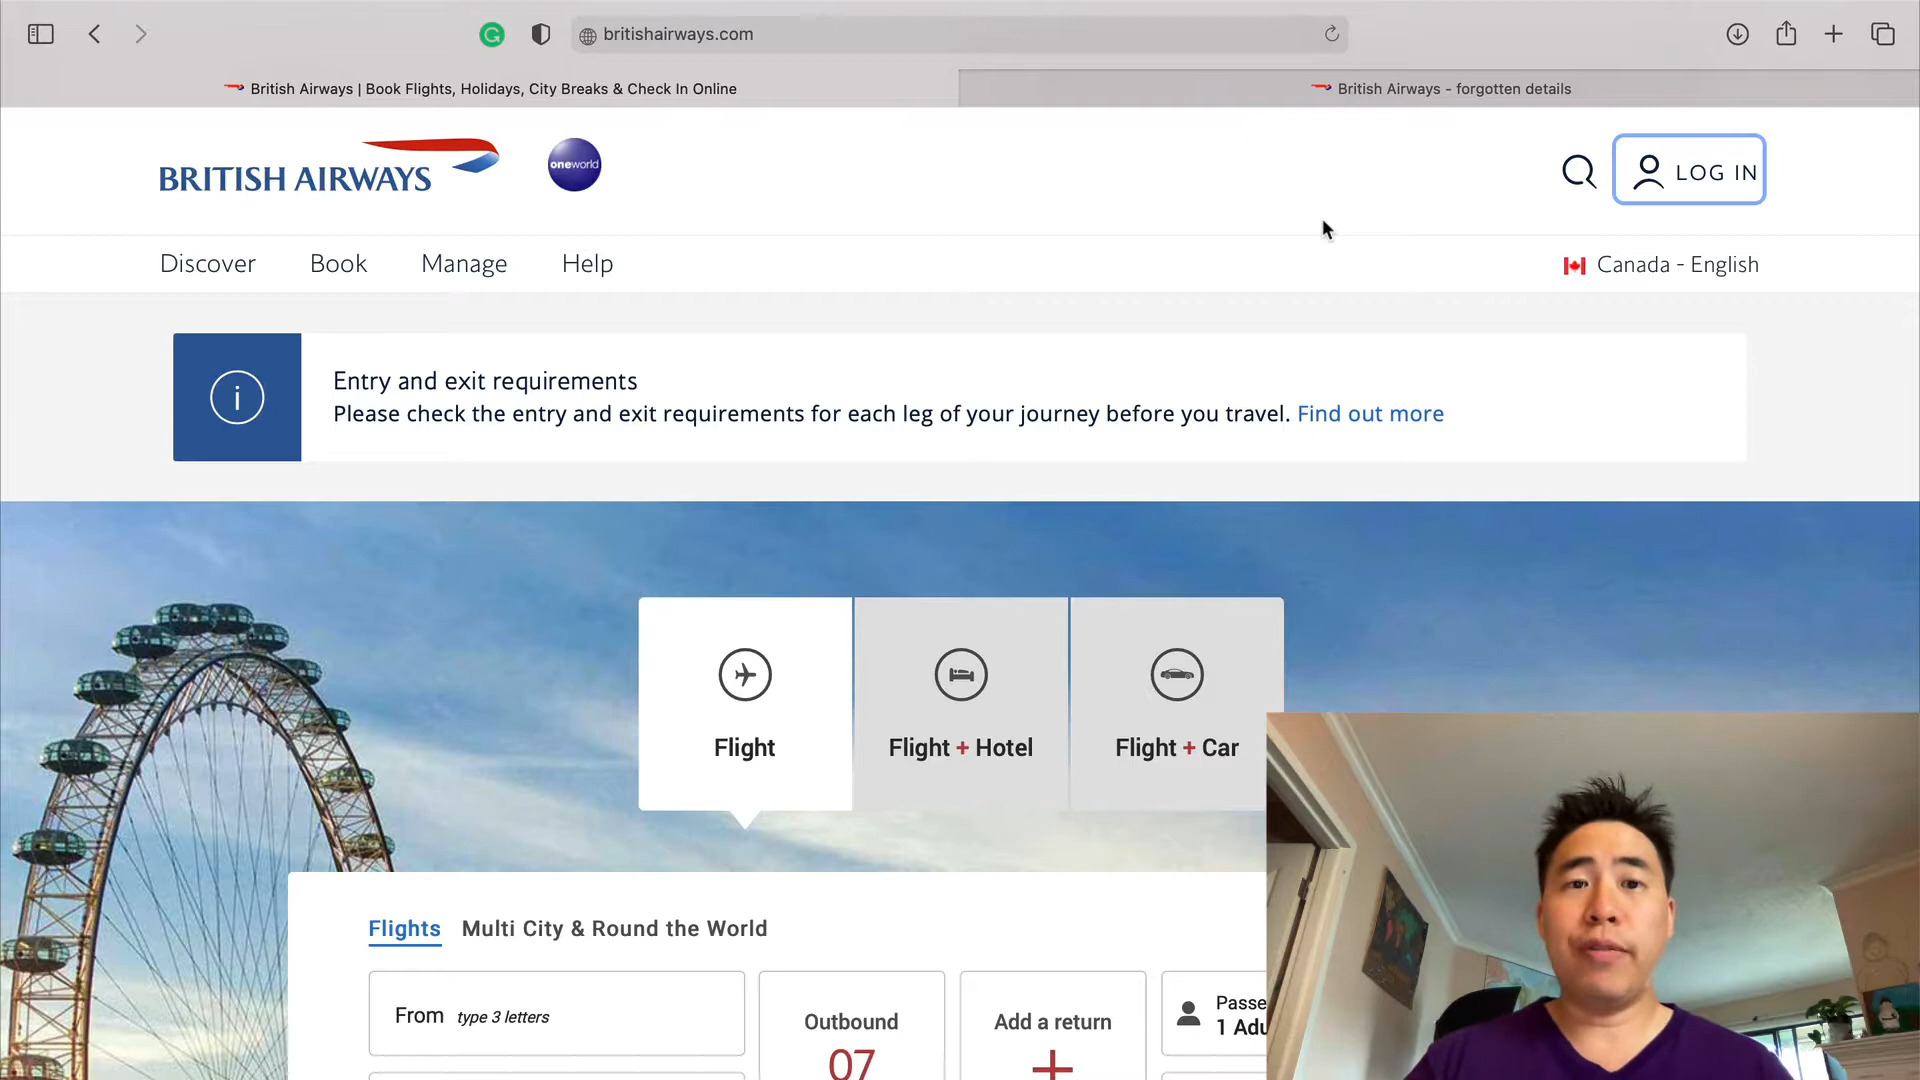 britishairways.com
British Airways | Book Flights, Holidays, City Breaks & Check In Online
British Airways - forgotten details
BRITISH AIRWAYS
oneworld
LOG IN
Discover
Book
Manage
Help
Canada - English
Entry and exit requirements
Please check the entry and exit requirements for each leg of your journey before you travel. Find out more
Flight
Flight + Hotel
Flight + Car
Flights
Multi City & Round the World
From type 3 letters
Outbound
07
Add a return
+
Passe
1 Adu